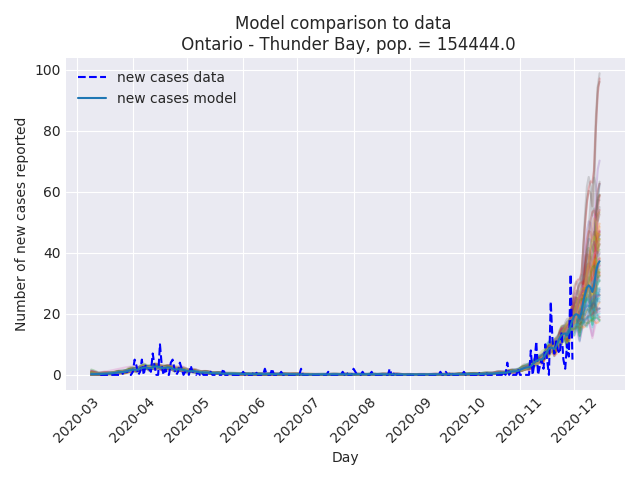 Model comparison to data
Ontario - Thunder Bay, pop. = 154444.0
new cases data
new cases model
Number of new cases reported
100
80
60
40
20
0
2020-03
2020-04
2020-05
2020-06
2020-07
2020-08
2020-09
2020-10
2020-11
2020-12
Day